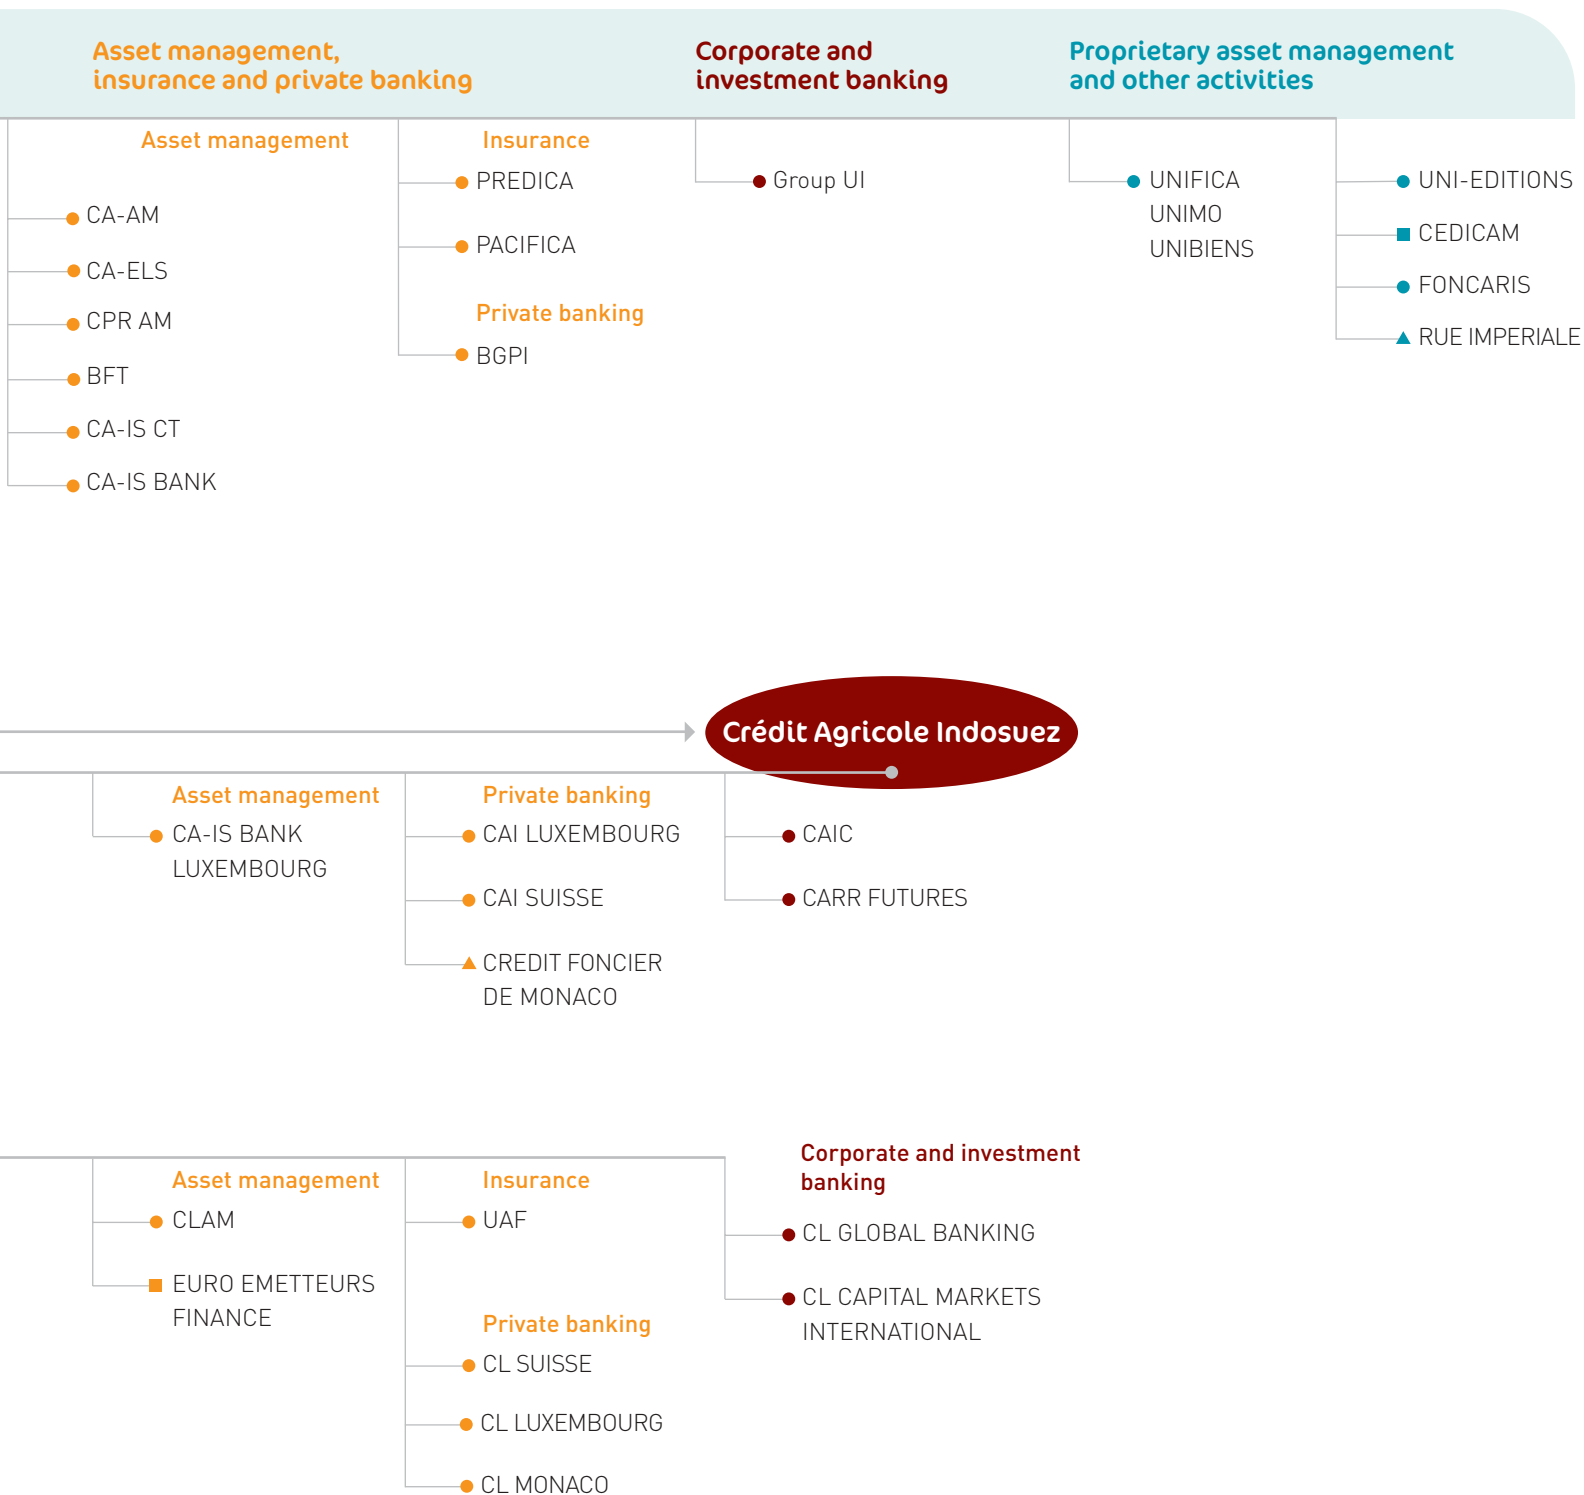 Asset management,
insurance and private banking
Corporate and
investment banking
Proprietary asset management
and other activities
Asset management
CA-AM
CA-ELS
CPR AM
BFT
CA-IS CT
CA-IS BANK
Insurance
PREDICA
PACIFICA
Private banking
BGPI
Group UI
UNIFICA
UNIMO
UNIBIENS
UNI-EDITIONS
CEDICAM
FONCARIS
RUE IMPERIALE
Crédit Agricole Indosuez
Asset management
CA-IS BANK
LUXEMBOURG
Private banking
CAI LUXEMBOURG
CAI SUISSE
CREDIT FONCIER
DE MONACO
CAIC
CARR FUTURES
Asset management
CLAM
EURO EMETTEURS
FINANCE
Insurance
UAF
Private banking
CL SUISSE
CL LUXEMBOURG
CL MONACO
Corporate and investment
banking
CL GLOBAL BANKING
CL CAPITAL MARKETS
INTERNATIONAL